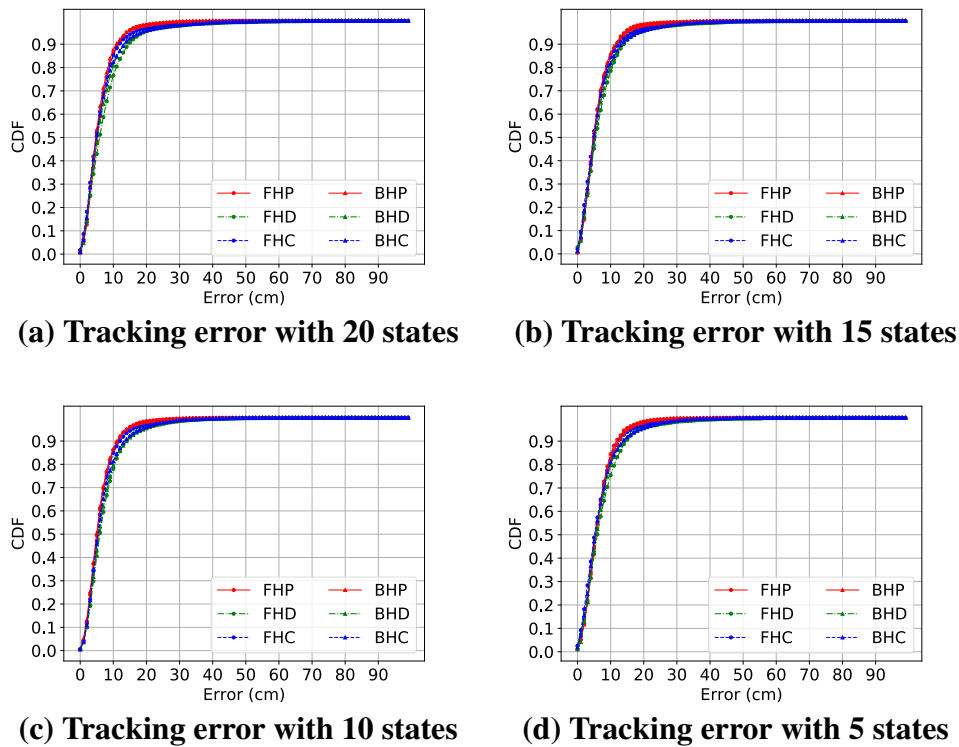 0.9
0.8
0.7
0.6
0.5
0.4
0.3
0.2
0.1
0.0
CDF
FHP BHP
FHD BHD
FHC BHC
0 10 20 30 40 50 60 70 80 90
Error (cm)
(a) Tracking error with 20 states
0.9
0.8
0.7
0.6
0.5
0.4
0.3
0.2
0.1
0.0
CDF
FHP BHP
FHD BHD
FHC BHC
0 10 20 30 40 50 60 70 80 90
Error (cm)
(b) Tracking error with 15 states
0.9
0.8
0.7
0.6
0.5
0.4
0.3
0.2
0.1
0.0
CDF
FHP BHP
FHD BHD
FHC BHC
0 10 20 30 40 50 60 70 80 90
Error (cm)
(c) Tracking error with 10 states
0.9
0.8
0.7
0.6
0.5
0.4
0.3
0.2
0.1
0.0
CDF
FHP BHP
FHD BHD
FHC BHC
0 10 20 30 40 50 60 70 80 90
Error (cm)
(d) Tracking error with 5 states